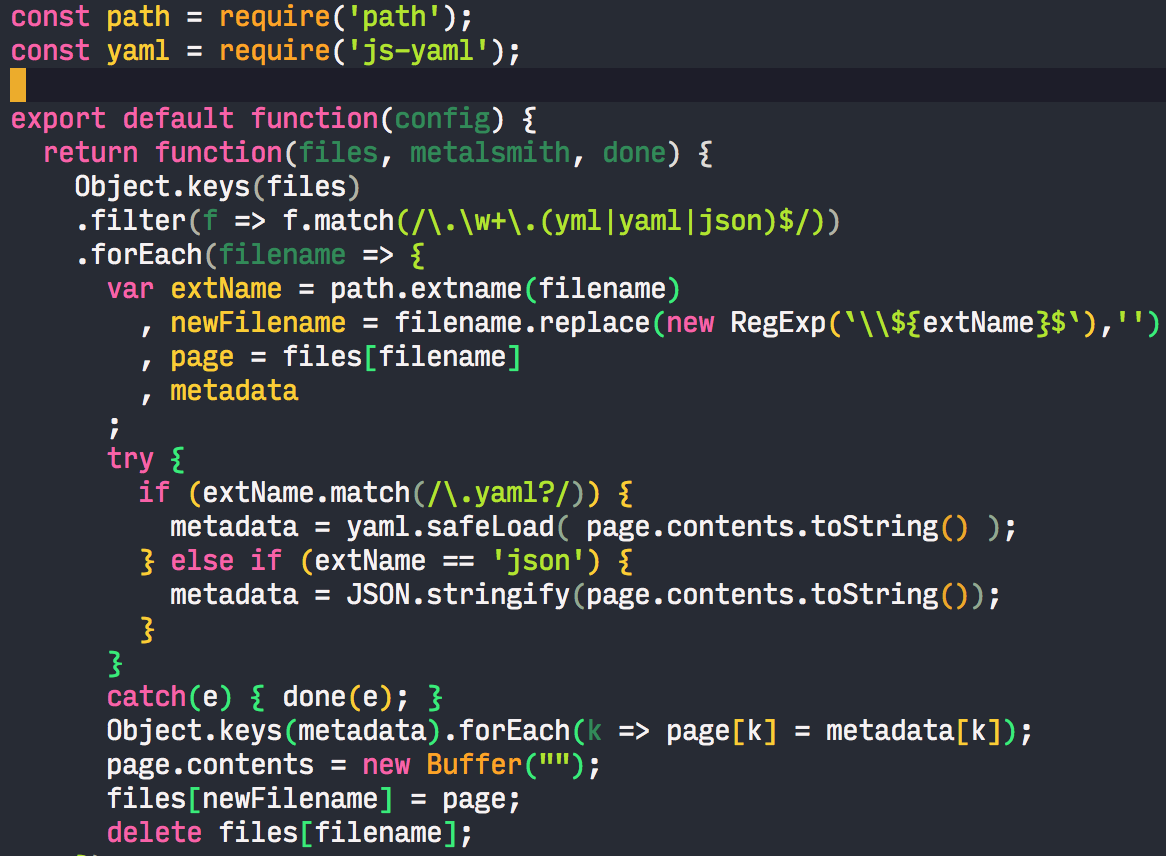 const path = require('path');
const yaml = require('js-yaml');
export default function(config) {
  return function(files, metalsmith, done) {
    Object.keys(files)
    .filter(f => f.match(/\.\w+\.(yml|yaml|json)$/))
    .forEach(filename => {
      var extName = path.extname(filename)
        , newFilename = filename.replace(new RegExp(`\\\${extName}$`),'')
        , page = files[filename]
        , metadata
      ;
      try {
        if (extName.match(/\.yaml?/)) {
          metadata = yaml.safeLoad( page.contents.toString() );
        } else if (extName == 'json') {
          metadata = JSON.stringify(page.contents.toString());
        }
      }
      catch(e) { done(e); }
      Object.keys(metadata).forEach(k => page[k] = metadata[k]);
      page.contents = new Buffer("");
      files[newFilename] = page;
      delete files[filename];